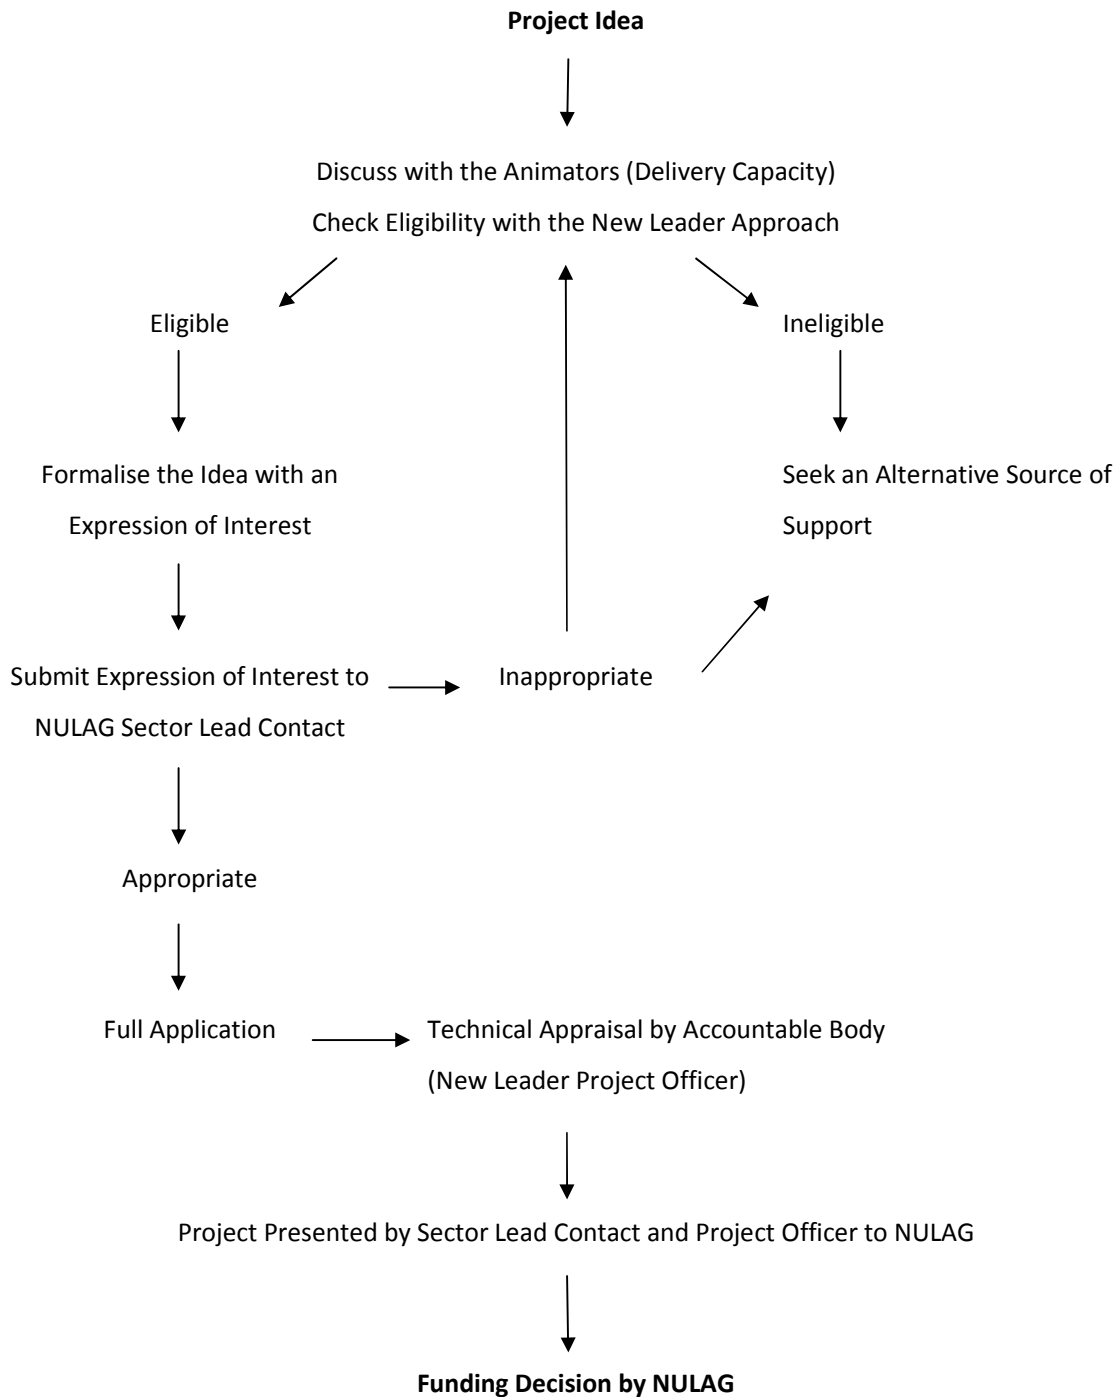 Project Idea
Discuss with the Animators (Delivery Capacity)
Check Eligibility with the New Leader Approach
Eligible
Ineligible
Formalise the Idea with an
Expression of Interest
Seek an Alternative Source of
Support
Submit Expression of Interest to
NULAG Sector Lead Contact
Inappropriate
Appropriate
Full Application
Technical Appraisal by Accountable Body
(New Leader Project Officer)
Project Presented by Sector Lead Contact and Project Officer to NULAG
Funding Decision by NULAG